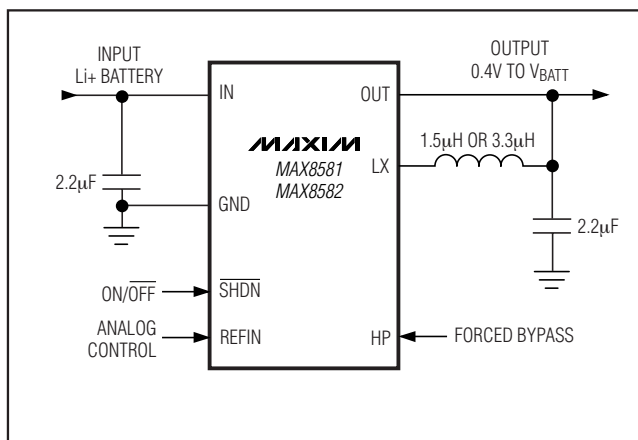 INPUT
Li+ BATTERY
OUTPUT
0.4V TO VBATT
IN
OUT
MAXIM
MAX8581
MAX8582
1.5μH OR 3.3μH
LX
2.2μF
GND
2.2μF
ON/OFF
SHDN
ANALOG
CONTROL
REFIN
HP
FORCED BYPASS